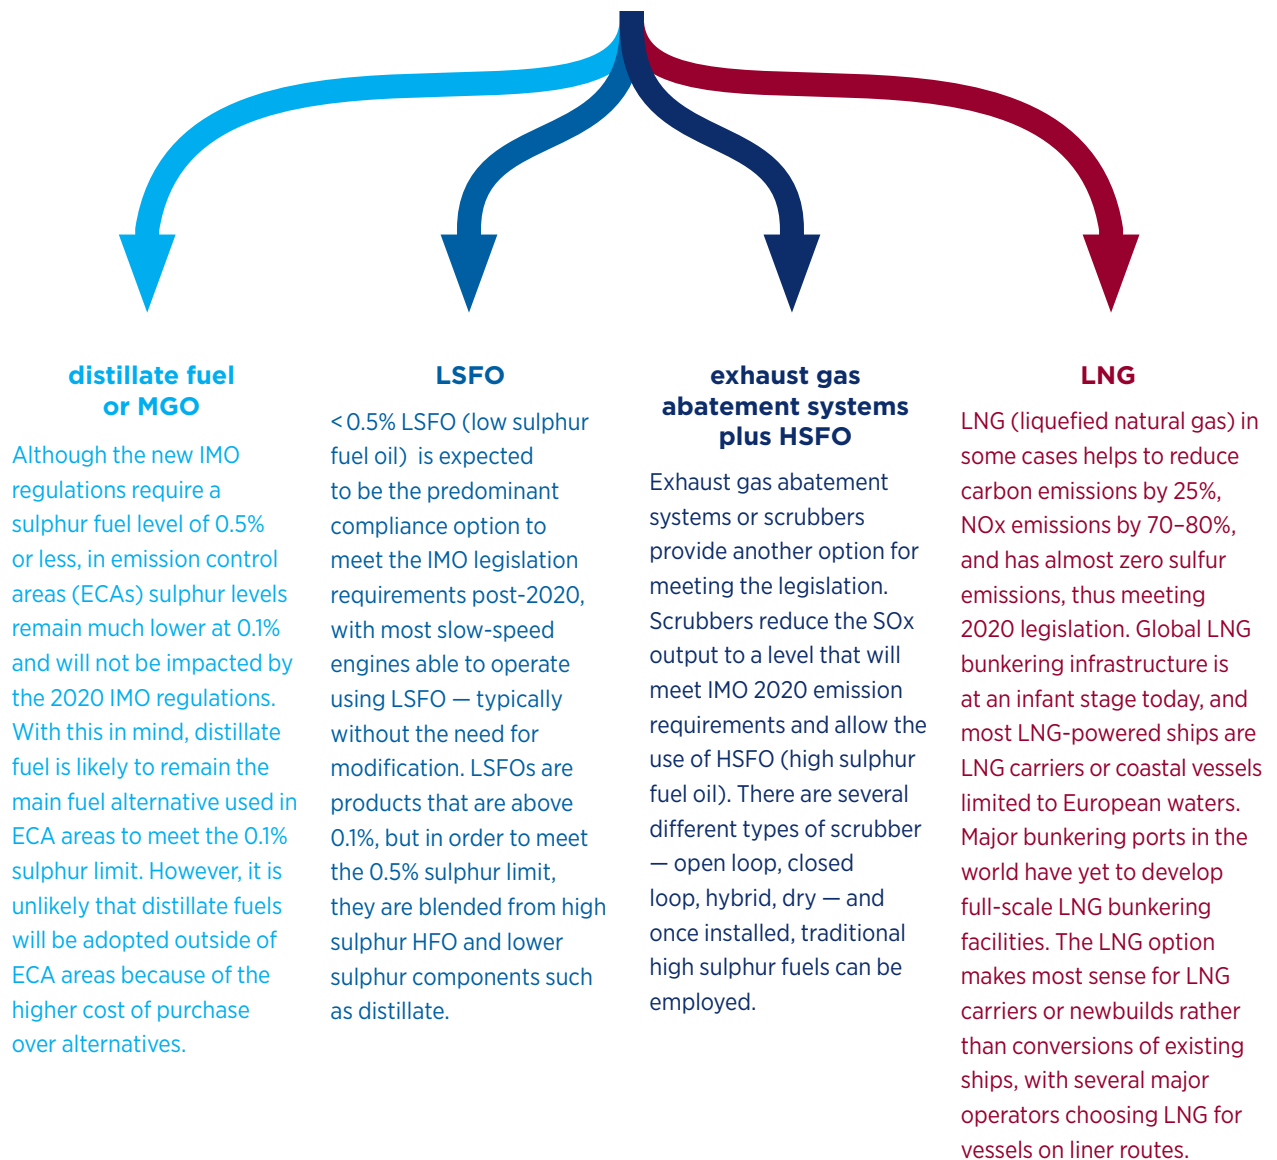 distillate fuel
or MGO
Although the new IMO
regulations require a
sulphur fuel level of 0.5%
or less, in emission control
areas (ECAs) sulphur levels
remain much lower at 0.1%
and will not be impacted by
the 2020 IMO regulations.
With this in mind, distillate
fuel is likely to remain the
main fuel alternative used in
ECA areas to meet the 0.1%
sulphur limit. However, it is
unlikely that distillate fuels
will be adopted outside of
ECA areas because of the
higher cost of purchase
over alternatives.
LSFO
<0.5% LSFO (low sulphur
fuel oil) is expected
to be the predominant
compliance option to
meet the IMO legislation
requirements post-2020,
with most slow-speed
engines able to operate
using LSFO — typically
without the need for
modification. LSFOs are
products that are above
0.1%, but in order to meet
the 0.5% sulphur limit,
they are blended from high
sulphur HFO and lower
sulphur components such
as distillate.
exhaust gas
abatement systems
plus HSFO
Exhaust gas abatement
systems or scrubbers
provide another option for
meeting the legislation.
Scrubbers reduce the SOx
output to a level that will
meet IMO 2020 emission
requirements and allow the
use of HSFO (high sulphur
fuel oil). There are several
different types of scrubber
— open loop, closed
loop, hybrid, dry — and
once installed, traditional
high sulphur fuels can be
employed.
LNG
LNG (liquefied natural gas) in
some cases helps to reduce
carbon emissions by 25%,
NOx emissions by 70–80%,
and has almost zero sulfur
emissions, thus meeting
2020 legislation. Global LNG
bunkering infrastructure is
at an infant stage today, and
most LNG-powered ships are
LNG carriers or coastal vessels
limited to European waters.
Major bunkering ports in the
world have yet to develop
full-scale LNG bunkering
facilities. The LNG option
makes most sense for LNG
carriers or newbuilds rather
than conversions of existing
ships, with several major
operators choosing LNG for
vessels on liner routes.